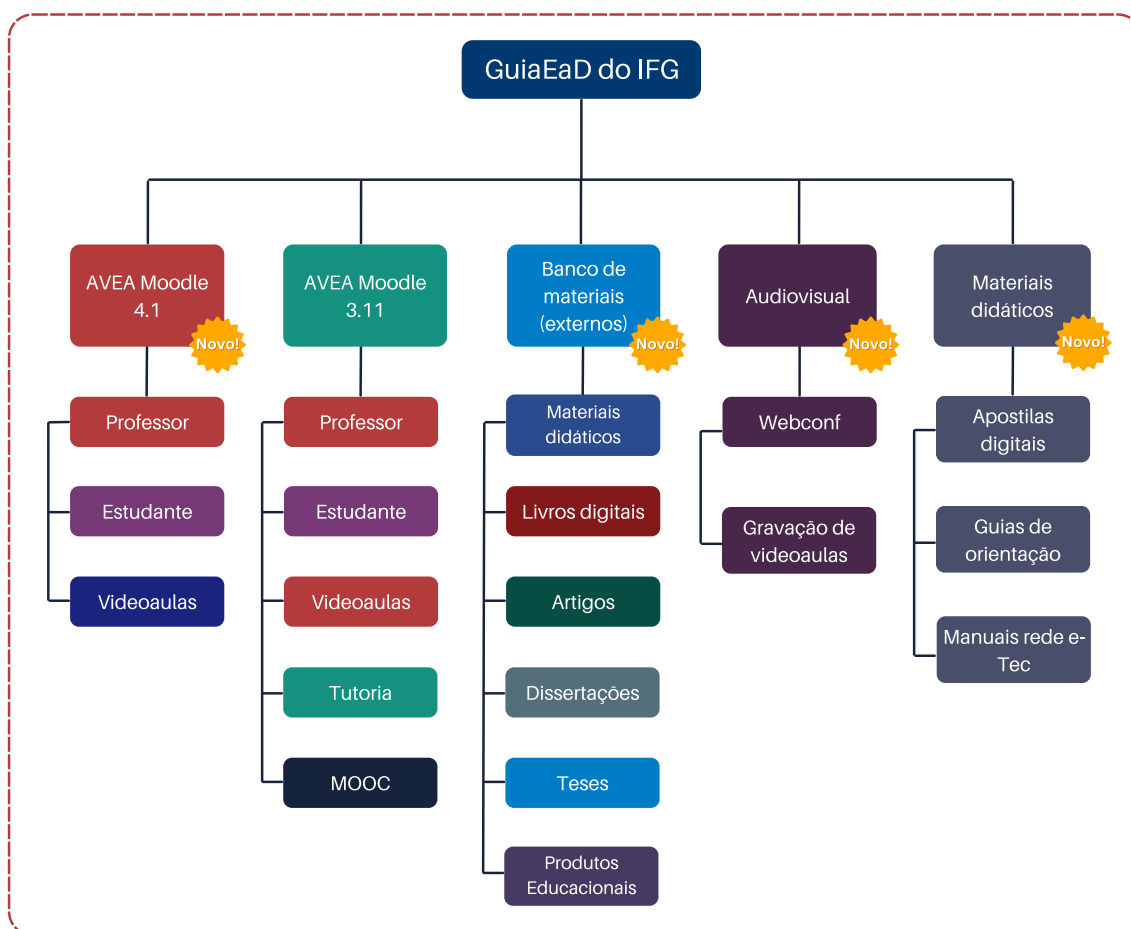 GuiaEaD do IFG
AVEA Moodle
4.1
Novo!
AVEA Moodle
3.11
Banco de
materiais
(externos)
Novo!
Audiovisual
Novo!
Materiais
didáticos
Novo!
Professor
Estudante
Videoaulas
Professor
Estudante
Videoaulas
Tutoria
MOOC
Materiais
didáticos
Livros digitais
Artigos
Dissertações
Teses
Produtos
Educacionais
Webconf
Gravação de
videoaulas
Apostilas
digitais
Guias de
orientação
Manuais rede e-
Tec